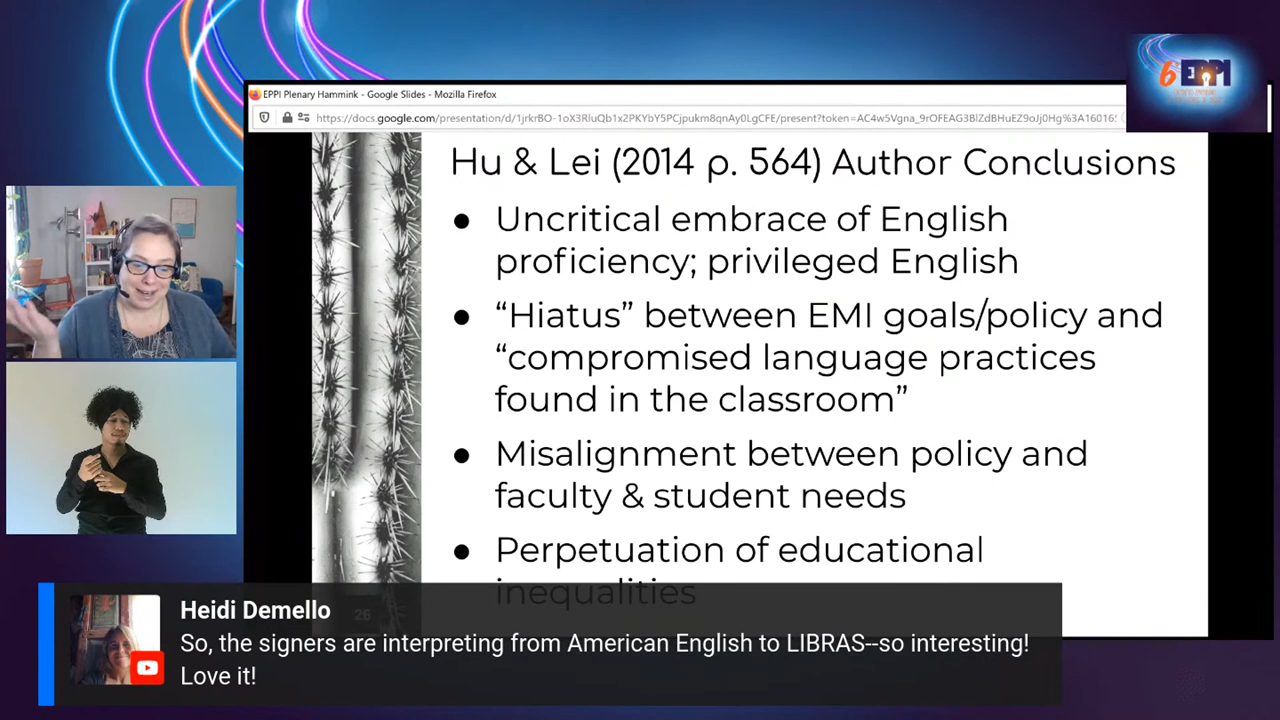 6
EPPI
EPPI Plenary Hammink - Google Slides - Mozilla Firefox
Hu & Lei (2014 p. 564) Author Conclusions
● Uncritical embrace of English
proficiency; privileged English
● “Hiatus” between EMI goals/policy and
“compromised language practices
found in the classroom”
● Misalignment between policy and
faculty & student needs
● Perpetuation of educational
inequalities
26
Heidi Demello
So, the signers are interpreting from American English to LIBRAS--so interesting!
Love it!